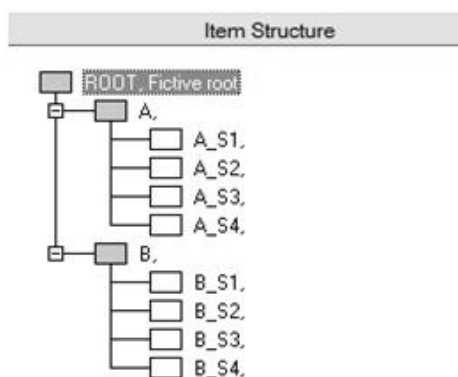 Item Structure
ROOT, Fictive root
A,
A_S1,
A_S2,
A_S3,
A_S4,
B,
B_S1,
B_S2,
B_S3,
B_S4,